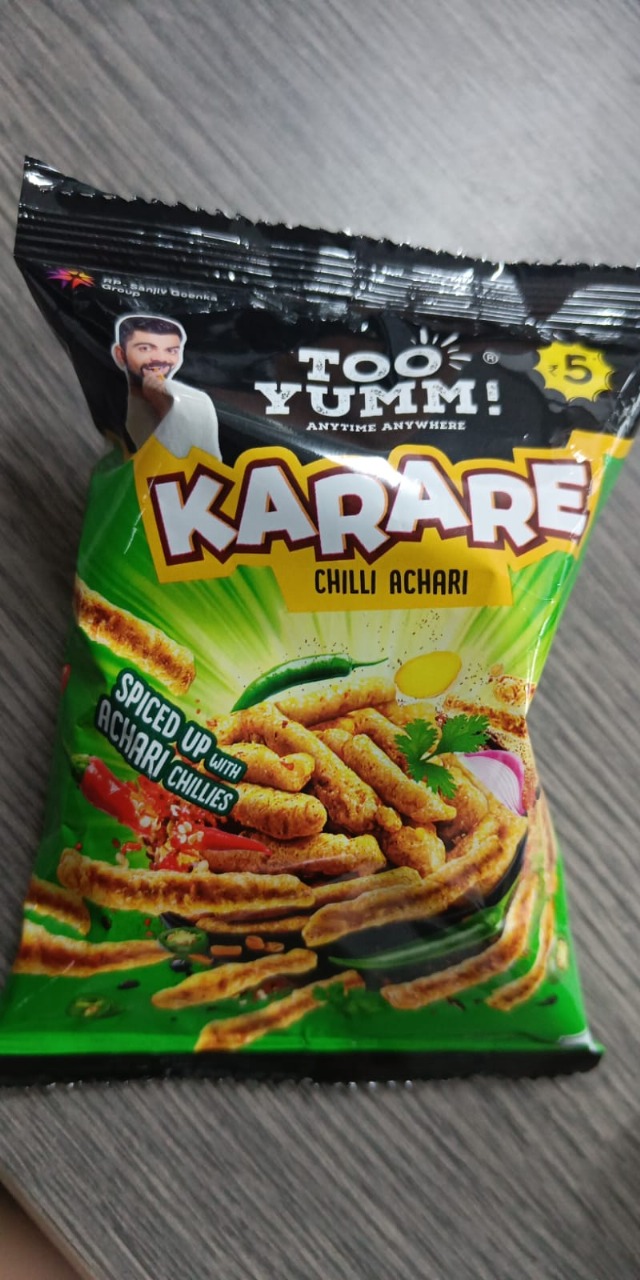 RP - Sanjiv Goenka
Group
TOO
YUMM!
®
ANYTIME ANYWHERE
₹5
KARARE
CHILLI ACHARI
SPICED UP WITH
ACHARI CHILLIES